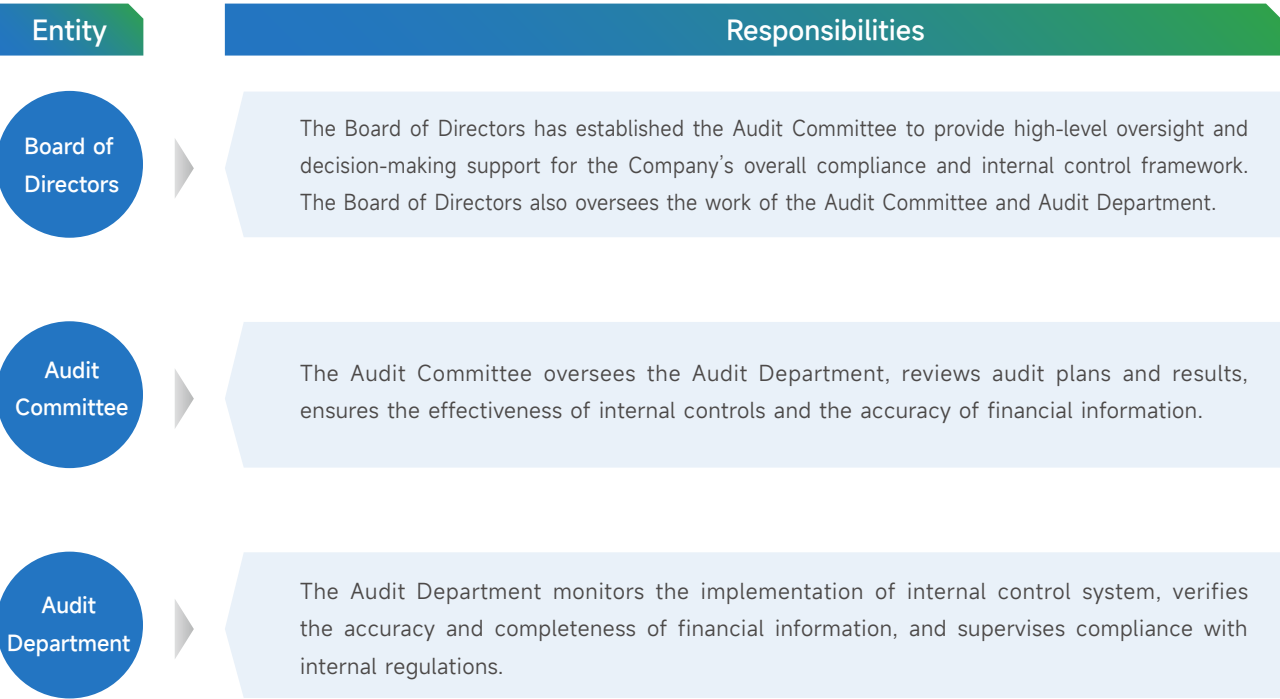 Entity
Responsibilities
Board of
Directors
The Board of Directors has established the Audit Committee to provide high-level oversight and
decision-making support for the Company's overall compliance and internal control framework.
The Board of Directors also oversees the work of the Audit Committee and Audit Department.
Audit
Committee
The Audit Committee oversees the Audit Department, reviews audit plans and results,
ensures the effectiveness of internal controls and the accuracy of financial information.
Audit
Department
The Audit Department monitors the implementation of internal control system, verifies
the accuracy and completeness of financial information, and supervises compliance with
internal regulations.